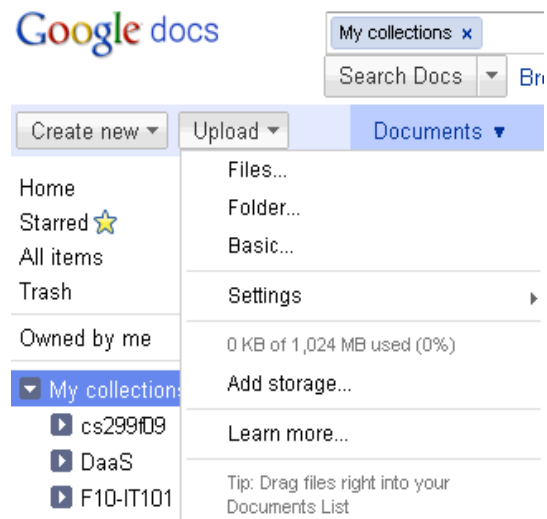 Google docs
My collections x
Search Docs
Bro
Create new
Upload
Documents
Files...
Folder...
Basic...
Settings
0 KB of 1,024 MB used (0%)
Add storage...
Learn more...
Tip: Drag files right into your
Documents List
Home
Starred
All items
Trash
Owned by me
My collections
cs299f09
DaaS
F10-IT101